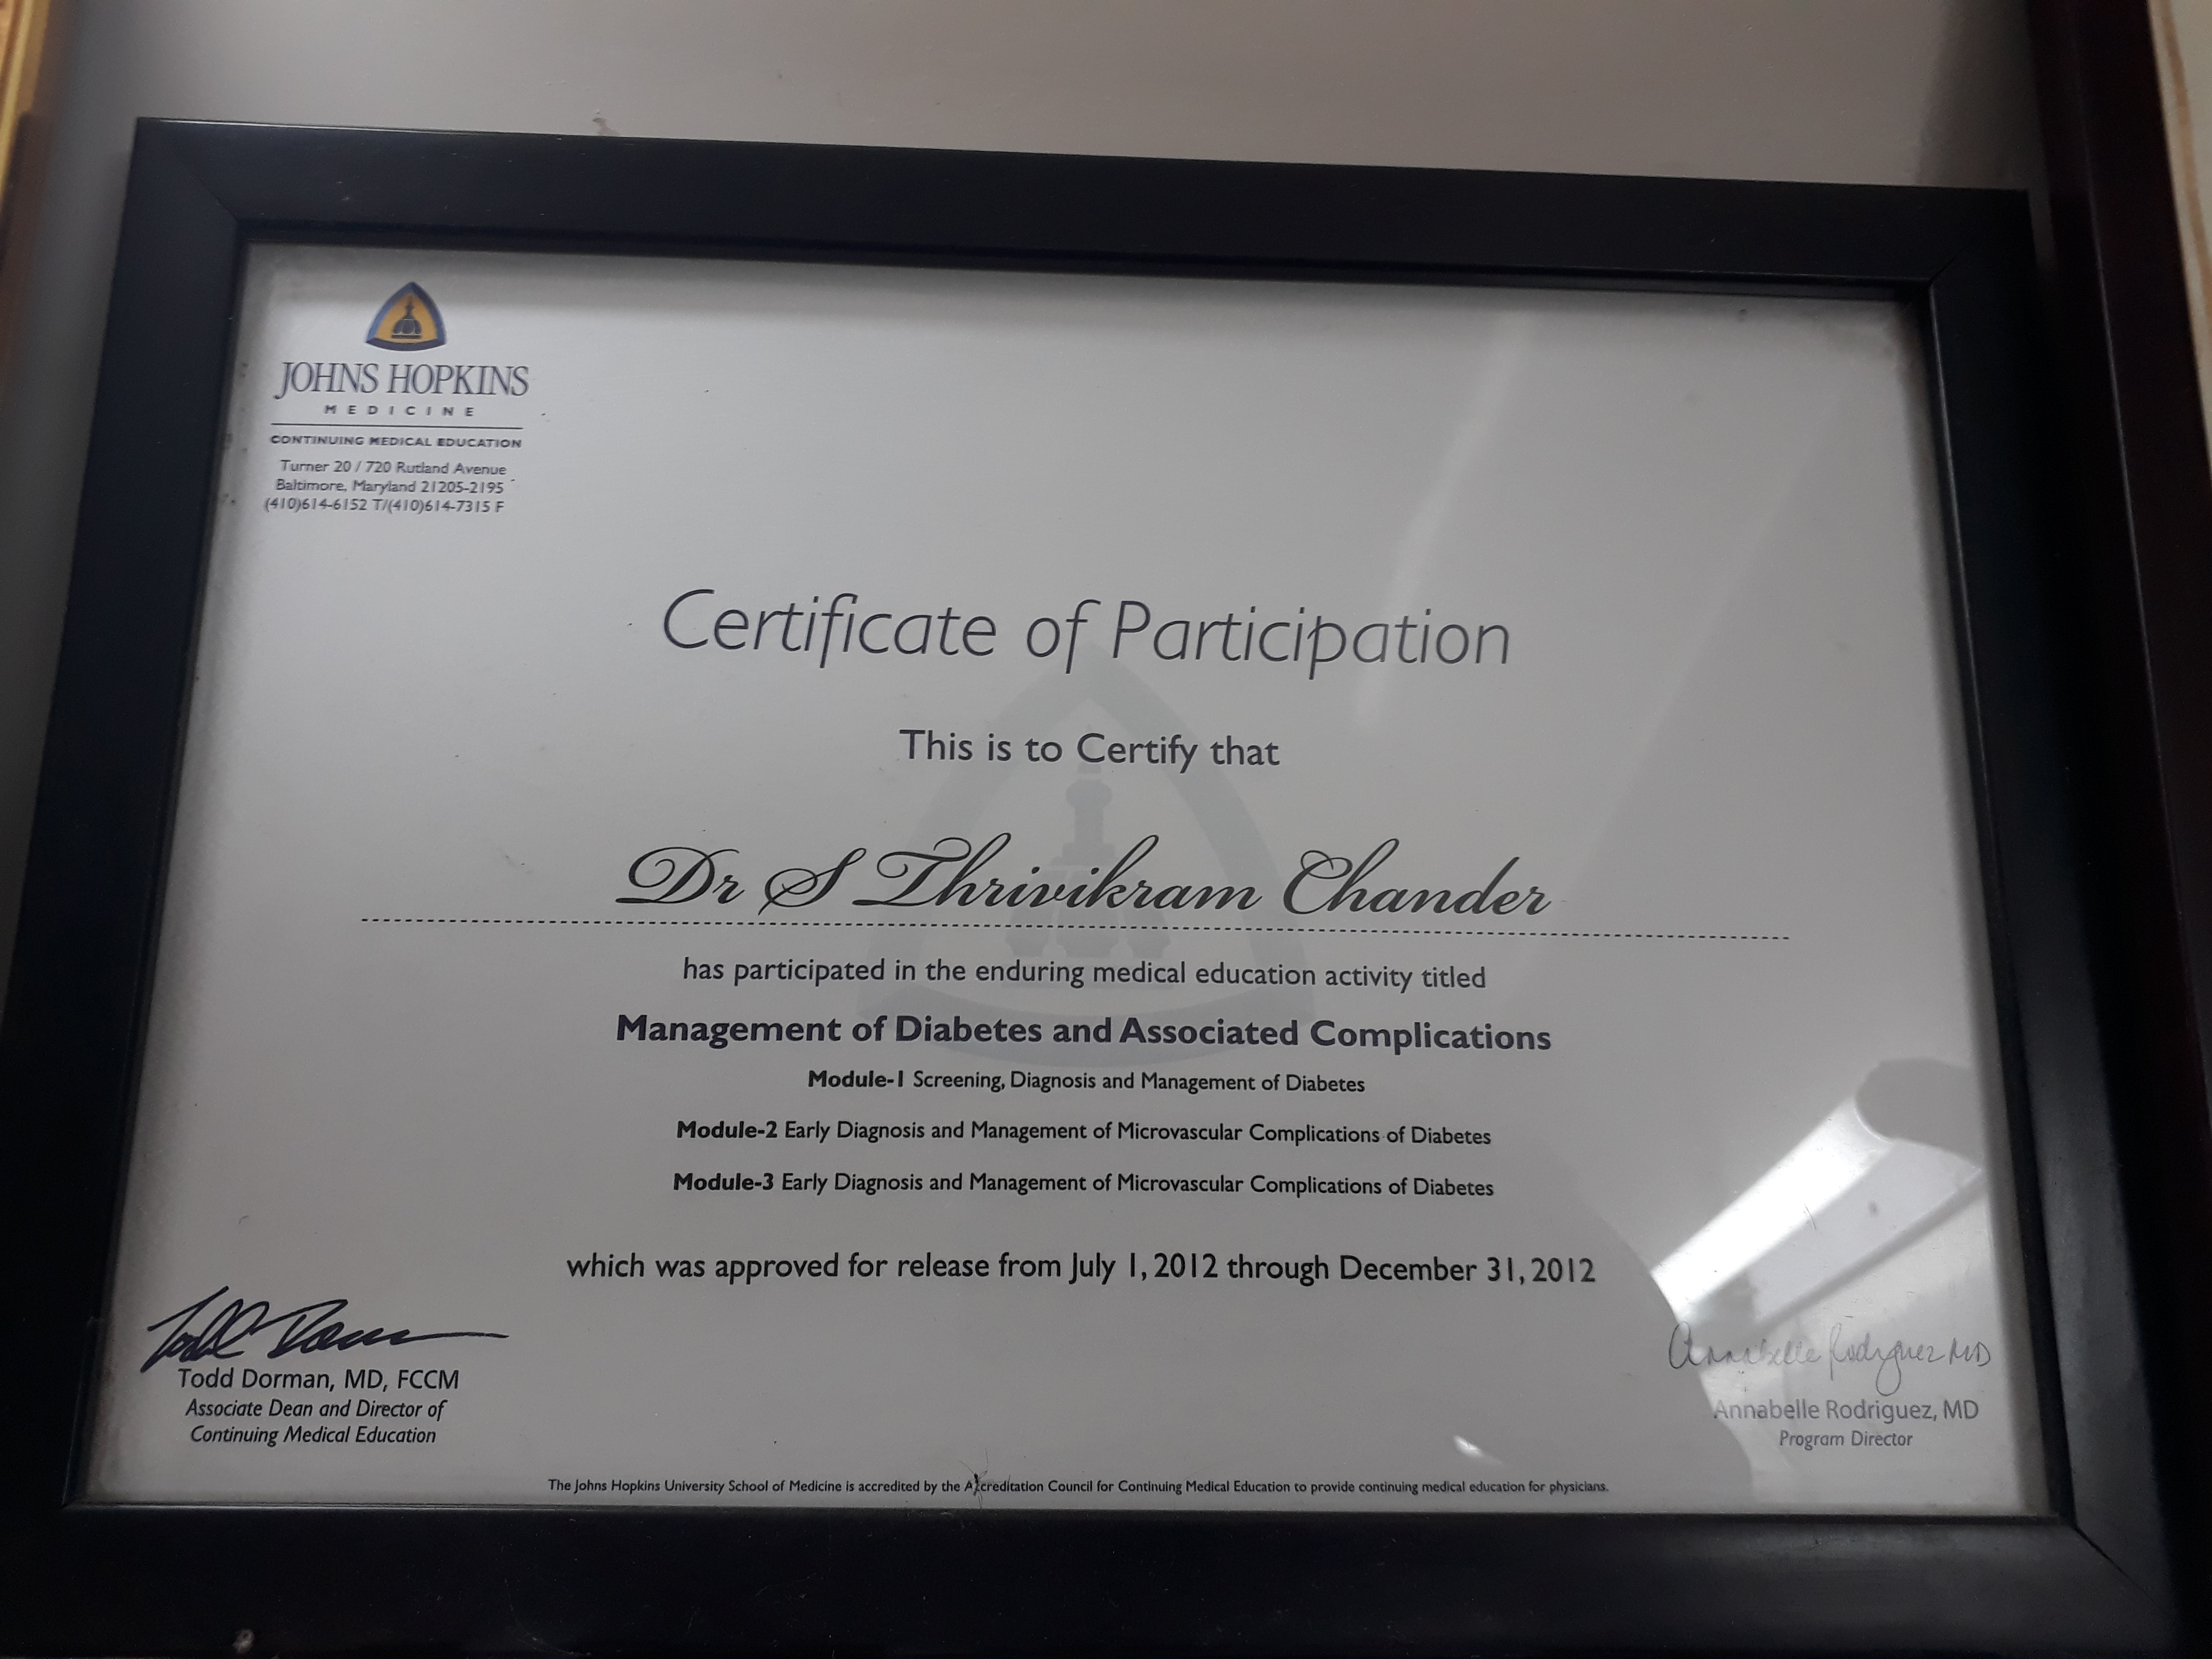 JOHNS HOPKINS
MEDICINE
CONTINUING MEDICAL EDUCATION
Turner 20 / 720 Rutland Avenue
Baltimore, Maryland 21205-2195
(410)614-6152 T/(410)614-7315 F
Certificate of Participation
This is to Certify that
Dr S Thrivikram Chander
has participated in the enduring medical education activity titled
Management of Diabetes and Associated Complications
Module-1 Screening, Diagnosis and Management of Diabetes
Module-2 Early Diagnosis and Management of Microvascular Complications of Diabetes
Module-3 Early Diagnosis and Management of Microvascular Complications of Diabetes
which was approved for release from July 1, 2012 through December 31, 2012
Todd Dorman
Todd Dorman, MD, FCCM
Associate Dean and Director of
Continuing Medical Education
Annabelle Rodriguez MD
Annabelle Rodriguez, MD
Program Director
The Johns Hopkins University School of Medicine is accredited by the Accreditation Council for Continuing Medical Education to provide continuing medical education for physicians.